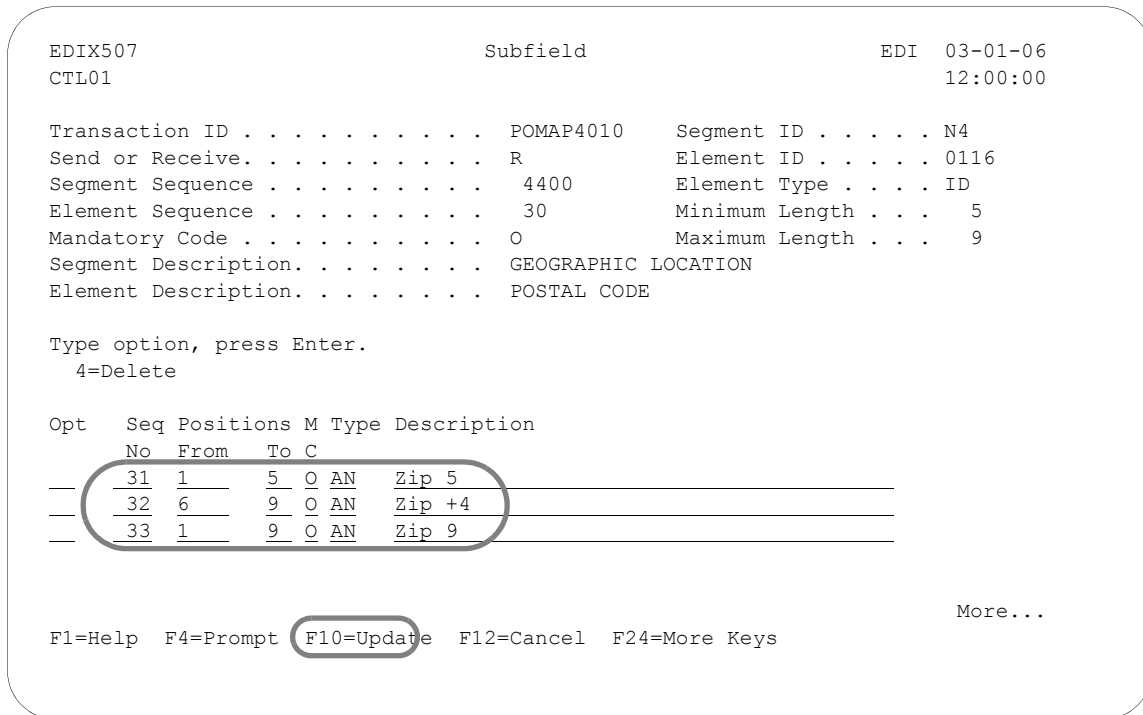 EDIX507 Subfield EDI 03-01-06
CTL01 12:00:00
Transaction ID . . . . . . . . . . POMAP4010 Segment ID . . . . . N4
Send or Receive. . . . . . . . . . R Element ID . . . . . 0116
Segment Sequence . . . . . . . . . 4400 Element Type . . . . ID
Element Sequence . . . . . . . . . 30 Minimum Length . . . 5
Mandatory Code . . . . . . . . . . O Maximum Length . . . 9
Segment Description. . . . . . . . GEOGRAPHIC LOCATION
Element Description. . . . . . . . POSTAL CODE
Type option, press Enter.
4=Delete
Opt Seq Positions M Type Description
No From To C
31 1 5 O AN Zip 5
32 6 9 O AN Zip +4
33 1 9 O AN Zip 9
More...
F1=Help F4=Prompt F10=Update F12=Cancel F24=More Keys